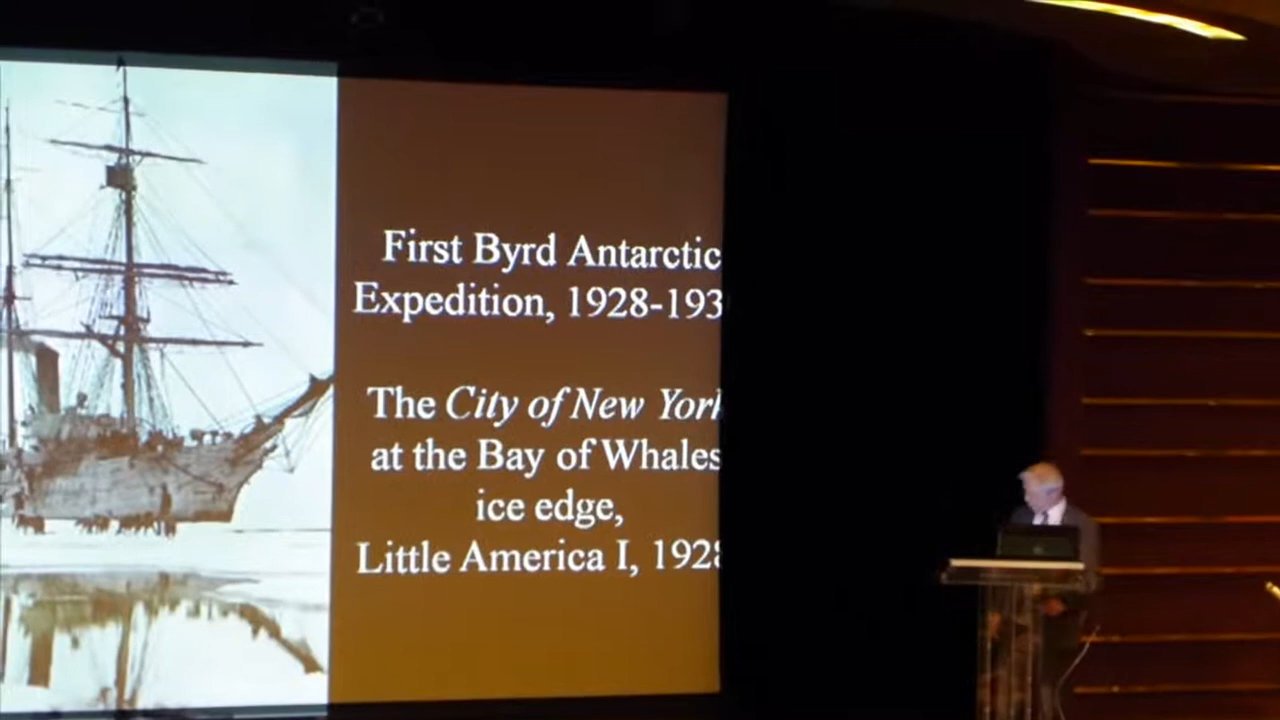 First Byrd Antarctic
Expedition, 1928-193
The City of New York
at the Bay of Whales
ice edge,
Little America I, 1928